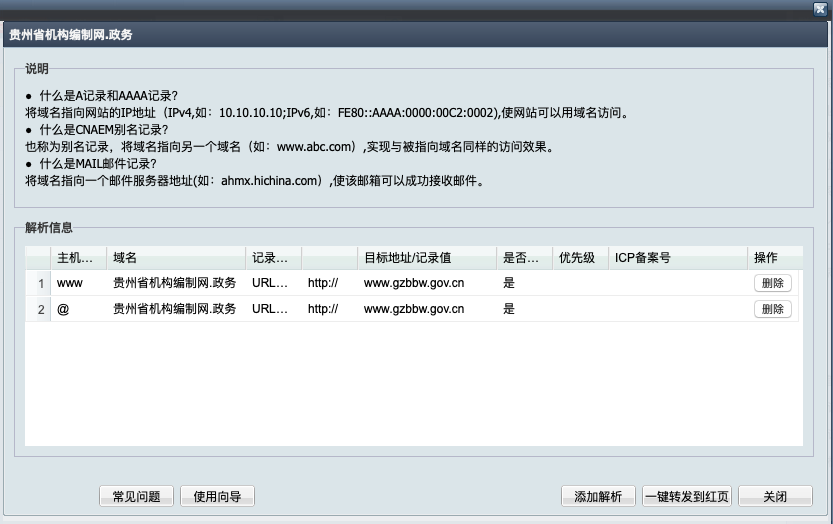 贵州省机构编制网.政务
说明
● 什么是A记录和AAAA记录?
将域名指向网站的IP地址（IPv4,如：10.10.10.10;IPv6,如：FE80::AAAA:0000:00C2:0002),使网站可以用域名访问。
● 什么是CNAEM别名记录?
也称为别名记录，将域名指向另一个域名（如：www.abc.com）,实现与被指向域名同样的访问效果。
● 什么是MAIL邮件记录?
将域名指向一个邮件服务器地址(如：ahmx.hichina.com）,使该邮箱可以成功接收邮件。
解析信息
主机... 域名 记录... 目标地址/记录值 是否... 优先级 ICP备案号 操作
1 www 贵州省机构编制网.政务 URL... http:// www.gzbbw.gov.cn 是 删除
2 @ 贵州省机构编制网.政务 URL... http:// www.gzbbw.gov.cn 是 删除
常见问题 使用向导 添加解析 一键转发到红页 关闭